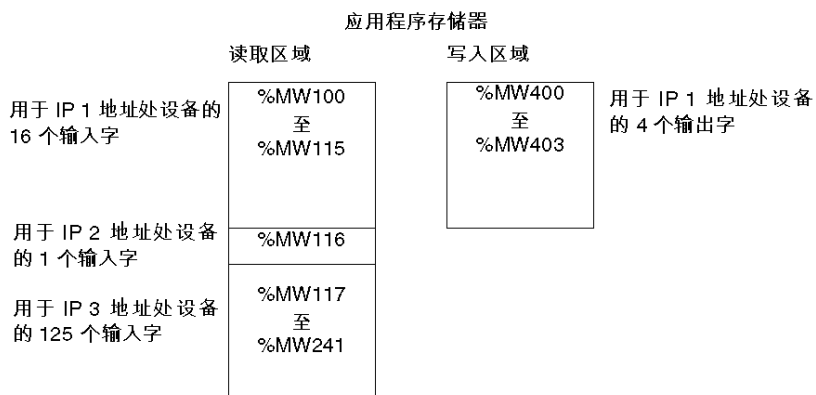 应用程序存储器
读取区域
写入区域
用于 IP 1 地址处设备的
16 个输入字
%MW100
至
%MW115
%MW400
至
%MW403
用于 IP 1 地址处设备
的 4 个输出字
用于 IP 2 地址处设备
的 1 个输入字
%MW116
用于 IP 3 地址处设备
的 125 个输入字
%MW117
至
%MW241